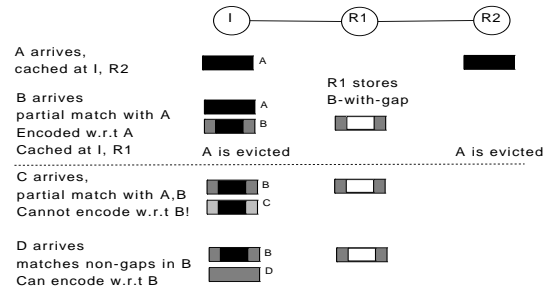 I R1 R2
A arrives,
cached at I, R2
A
R1 stores
B-with-gap
B arrives
partial match with A
Encoded w.r.t A
Cached at I, R1
A
B
A is evicted A is evicted
C arrives,
partial match with A,B
Cannot encode w.r.t B!
B
C
D arrives
matches non-gaps in B
Can encode w.r.t B
B
D